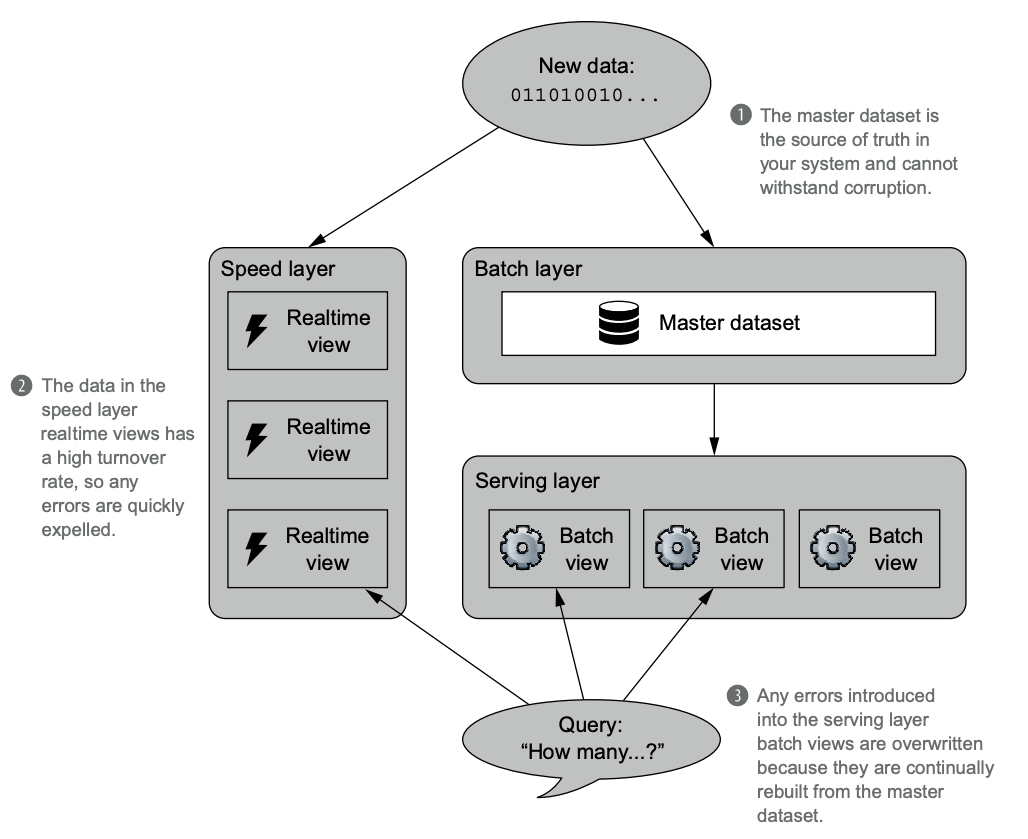 New data:
011010010...
1 The master dataset is
the source of truth in
your system and cannot
withstand corruption.
Speed layer
Realtime
view
Realtime
view
Realtime
view
2 The data in the
speed layer
realtime views has
a high turnover
rate, so any
errors are quickly
expelled.
Batch layer
Master dataset
Serving layer
Batch
view
Batch
view
Batch
view
Query:
“How many...?”
3 Any errors introduced
into the serving layer
batch views are overwritten
because they are continually
rebuilt from the master
dataset.